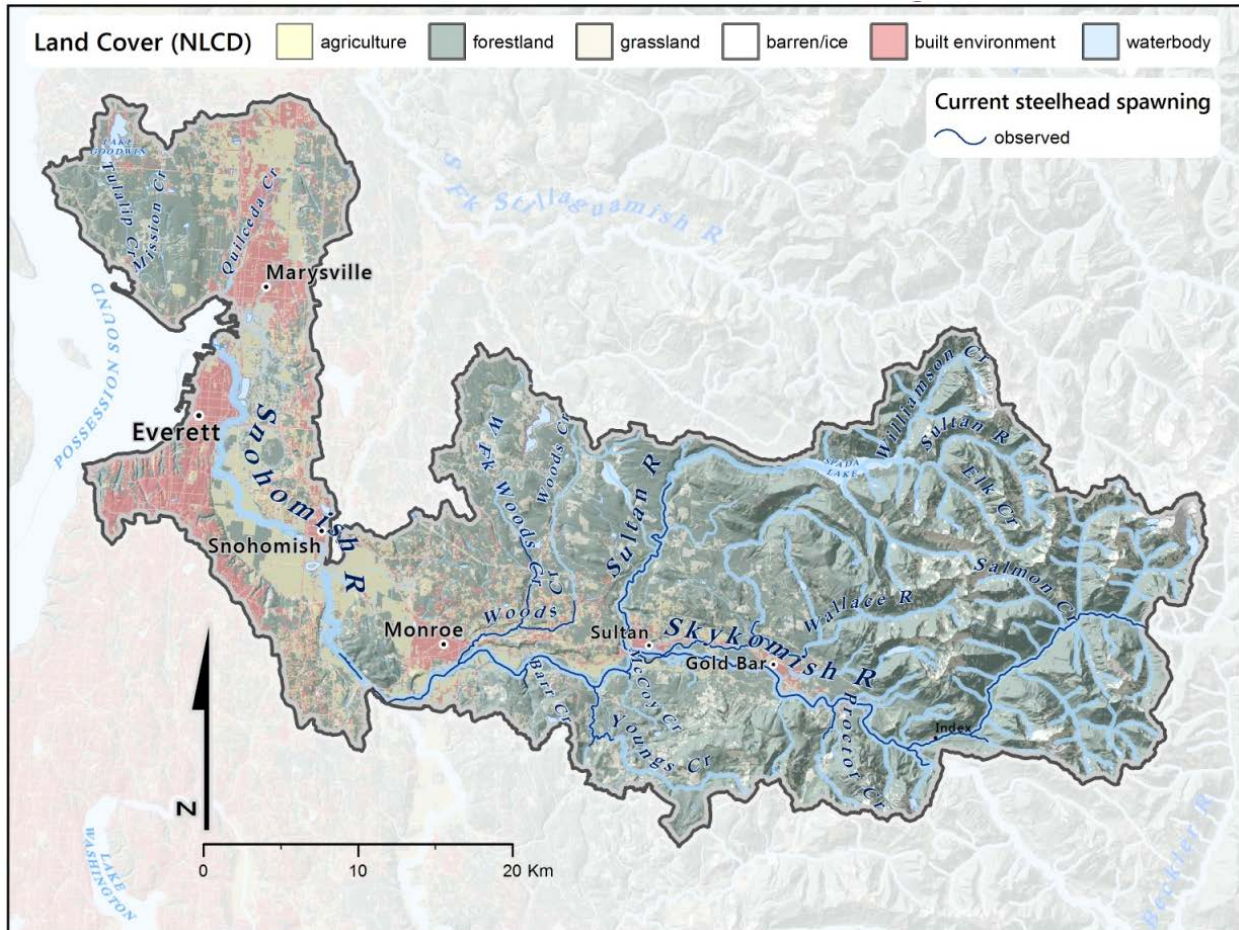 Land Cover (NLCD)
agriculture
forestland
grassland
barren/ice
built environment
waterbody
Current steelhead spawning
observed
LAKE
GOODWIN
Tulalip Cr
Mission Cr
Quilceda Cr
S Fk Stillaguamish R
Marysville
POSSESSION SOUND
Everett
Snohomish R
Snohomish
W Fk Woods Cr
Woods Cr
Woods Cr
Sultan R
SPADA
LAKE
Williamson Cr
Sultan R
Elk Cr
Salmon Cr
Wallace R
Monroe
Sultan
Skykomish R
Gold Bar
Barr Cr
McCoy Cr
Youngs Cr
Proctor Cr
Index
Beckler R
N
0
10
20 Km
LAKE
WASHINGTON